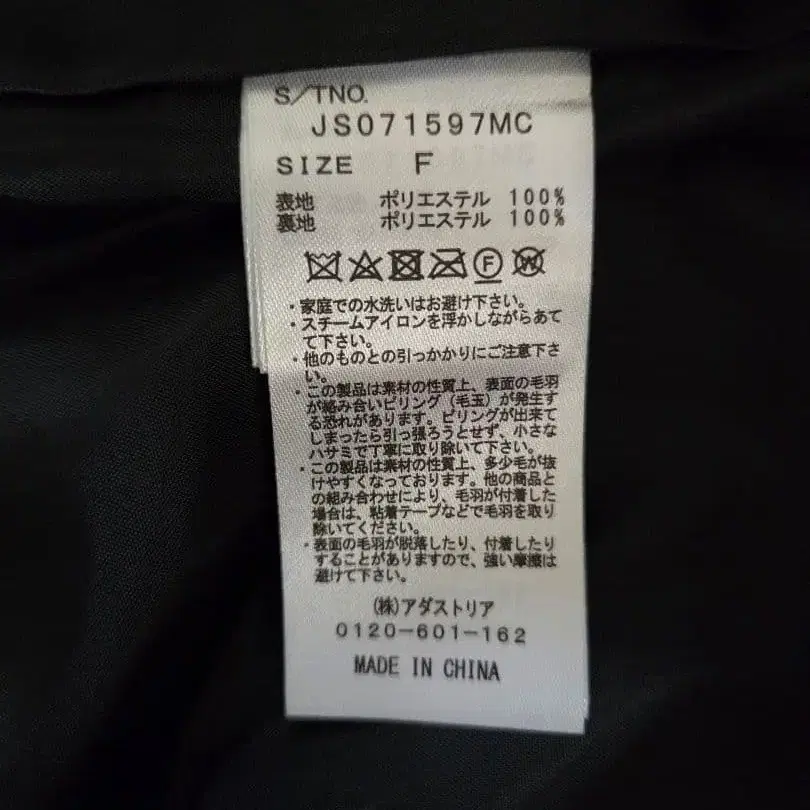 S/TNO.
JS071597MC
SIZE F
表地 ポリエステル 100%
裏地 ポリエステル 100%
F W
・家庭での水洗いはお避け下さい。
・スチームアイロンを浮かしながらあて
て下さい。
・他のものとの引っかかりにご注意下さ
い。
・この製品は素材の性質上、表面の毛羽
が絡み合いピリング（毛玉）が発生す
る恐れがあります。ピリングが出来て
しまったら引っ張ろうとせず、小さな
ハサミで丁寧に取り除いて下さい。
・この製品は素材の性質上、多少毛が抜
けやすくなっております。他の商品と
の組み合わせにより、毛羽が付着した
場合は、粘着テープなどで毛羽を取り
除いてください。
・表面の毛羽が脱落したり、付着したり
することがありますので、強い摩擦は
避けて下さい。
(株)アダストリア
0120-601-162
MADE IN CHINA